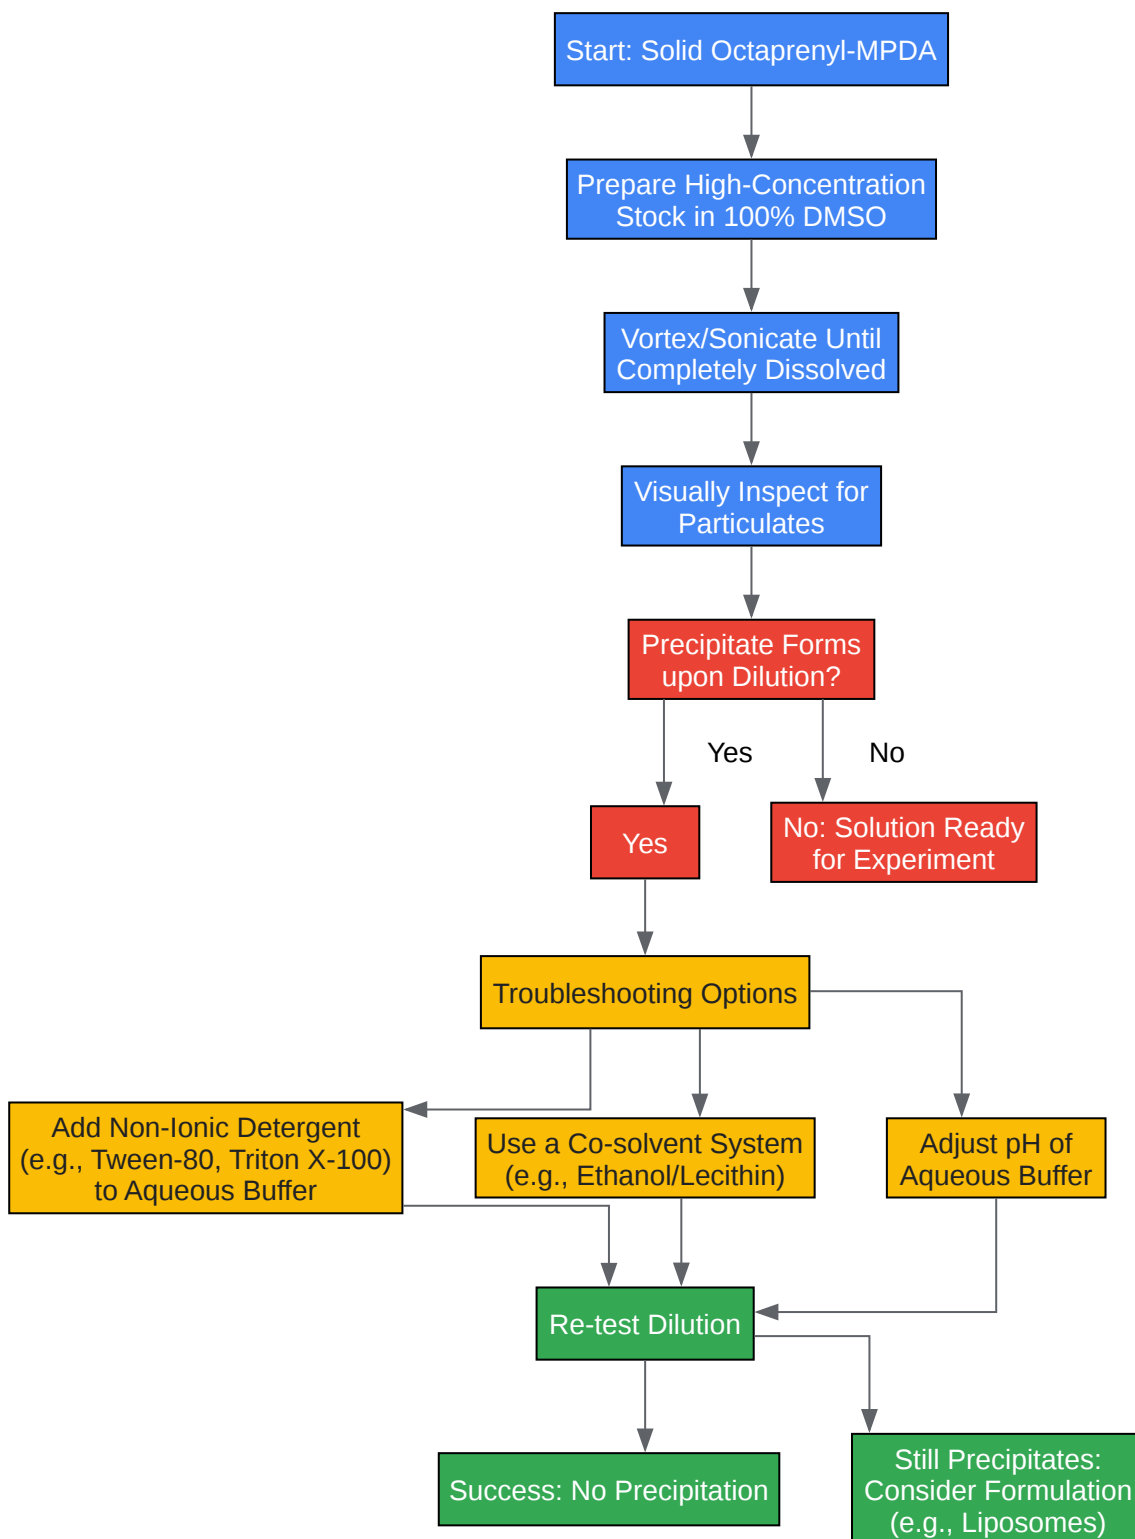 Start: Solid Octaprenyl-MPDA
Prepare High-Concentration
Stock in 100% DMSO
Vortex/Sonicate Until
Completely Dissolved
Visually Inspect for
Particulates
Precipitate Forms
upon Dilution?
Yes
No
Yes
No: Solution Ready
for Experiment
Troubleshooting Options
Add Non-Ionic Detergent
(e.g., Tween-80, Triton X-100)
to Aqueous Buffer
Use a Co-solvent System
(e.g., Ethanol/Lecithin)
Adjust pH of
Aqueous Buffer
Re-test Dilution
Success: No Precipitation
Still Precipitates:
Consider Formulation
(e.g., Liposomes)